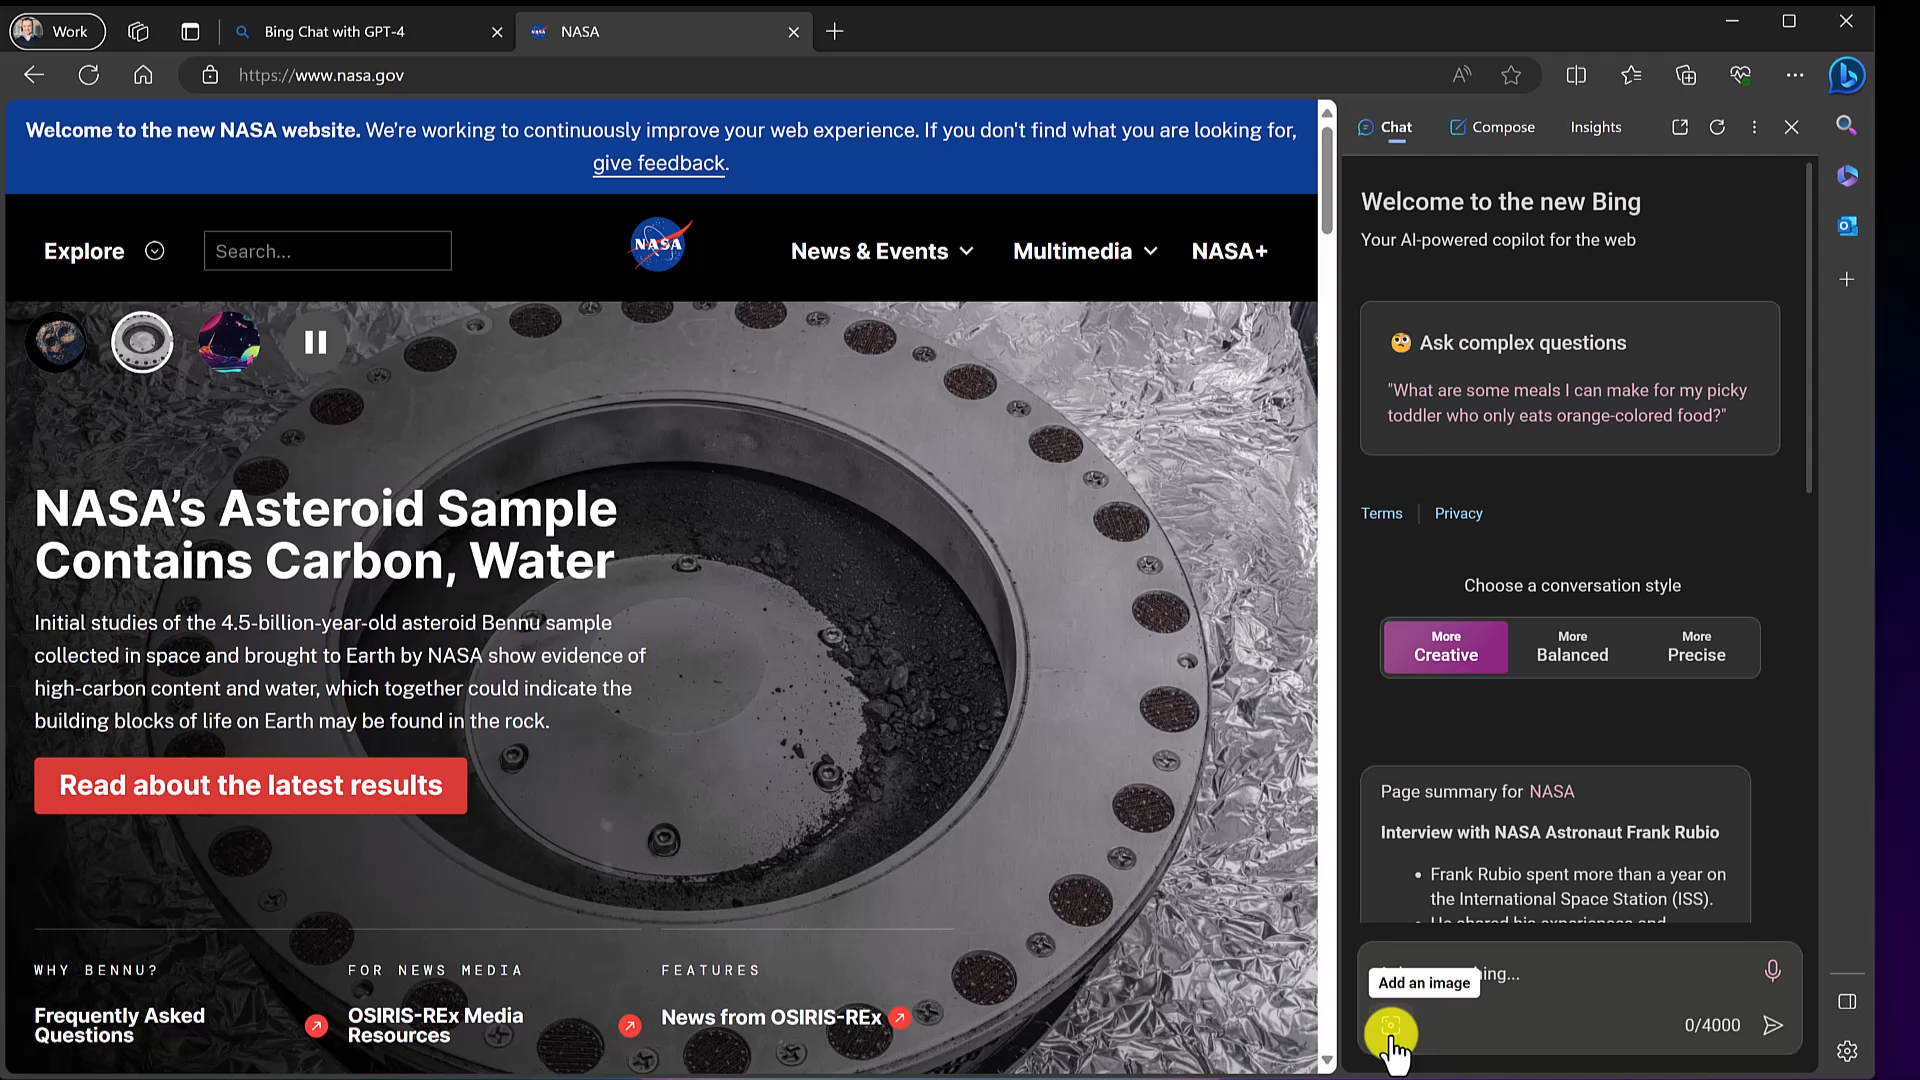 Work
Bing Chat with GPT-4
NASA
https://www.nasa.gov
Welcome to the new NASA website. We're working to continuously improve your web experience. If you don't find what you are looking for,
give feedback.
Explore
Search...
NASA
News & Events
Multimedia
NASA+
NASA's Asteroid Sample
Contains Carbon, Water
Initial studies of the 4.5-billion-year-old asteroid Bennu sample
collected in space and brought to Earth by NASA show evidence of
high-carbon content and water, which together could indicate the
building blocks of life on Earth may be found in the rock.
Read about the latest results
WHY BENNU?
Frequently Asked
Questions
FOR NEWS MEDIA
OSIRIS-REx Media
Resources
FEATURES
News from OSIRIS-REx
Chat
Compose
Insights
Welcome to the new Bing
Your AI-powered copilot for the web
Ask complex questions
"What are some meals I can make for my picky
toddler who only eats orange-colored food?"
Terms
Privacy
Choose a conversation style
More
Creative
More
Balanced
More
Precise
Page summary for NASA
Interview with NASA Astronaut Frank Rubio
• Frank Rubio spent more than a year on
the International Space Station (ISS).
Add an image
0/4000